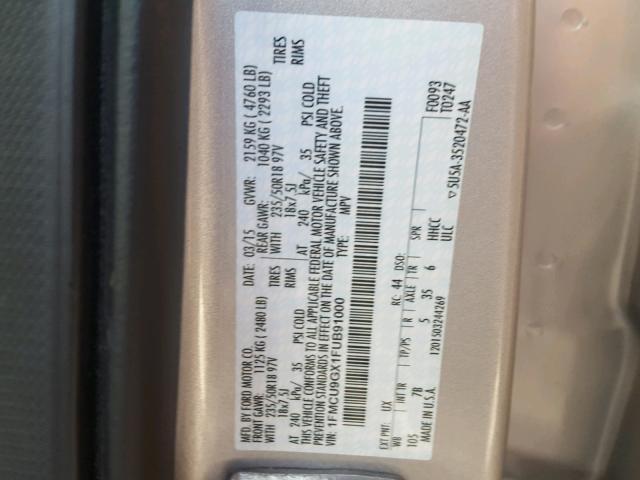 MFD. BY FORD MOTOR CO.
DATE: 03/15 GVWR: 2159 KG ( 4760 LB)
FRONT GAWR: 1125 KG ( 2480 LB) REAR GAWR: 1040 KG ( 2293 LB)
WITH 235/50R18 97V TIRES WITH 235/50R18 97V TIRES
18x7.5J RIMS 18x7.5J RIMS
AT 240 kPa/ 35 PSI COLD AT 240 kPa/ 35 PSI COLD
THIS VEHICLE CONFORMS TO ALL APPLICABLE FEDERAL MOTOR VEHICLE SAFETY AND THEFT
PREVENTION STANDARDS IN EFFECT ON THE DATE OF MANUFACTURE SHOWN ABOVE.
VIN: 1FMCU9GX1FUB91000 TYPE: MPV
F0093
T0247
EXT PNT: UX RC: 44 DSO:
WB INT TR TP/PS R AXLE TR SPR
105 7B 5 35 6 HHCC
MADE IN U.S.A. ULC
1201503244269 ▽5U5A-3520472-AA